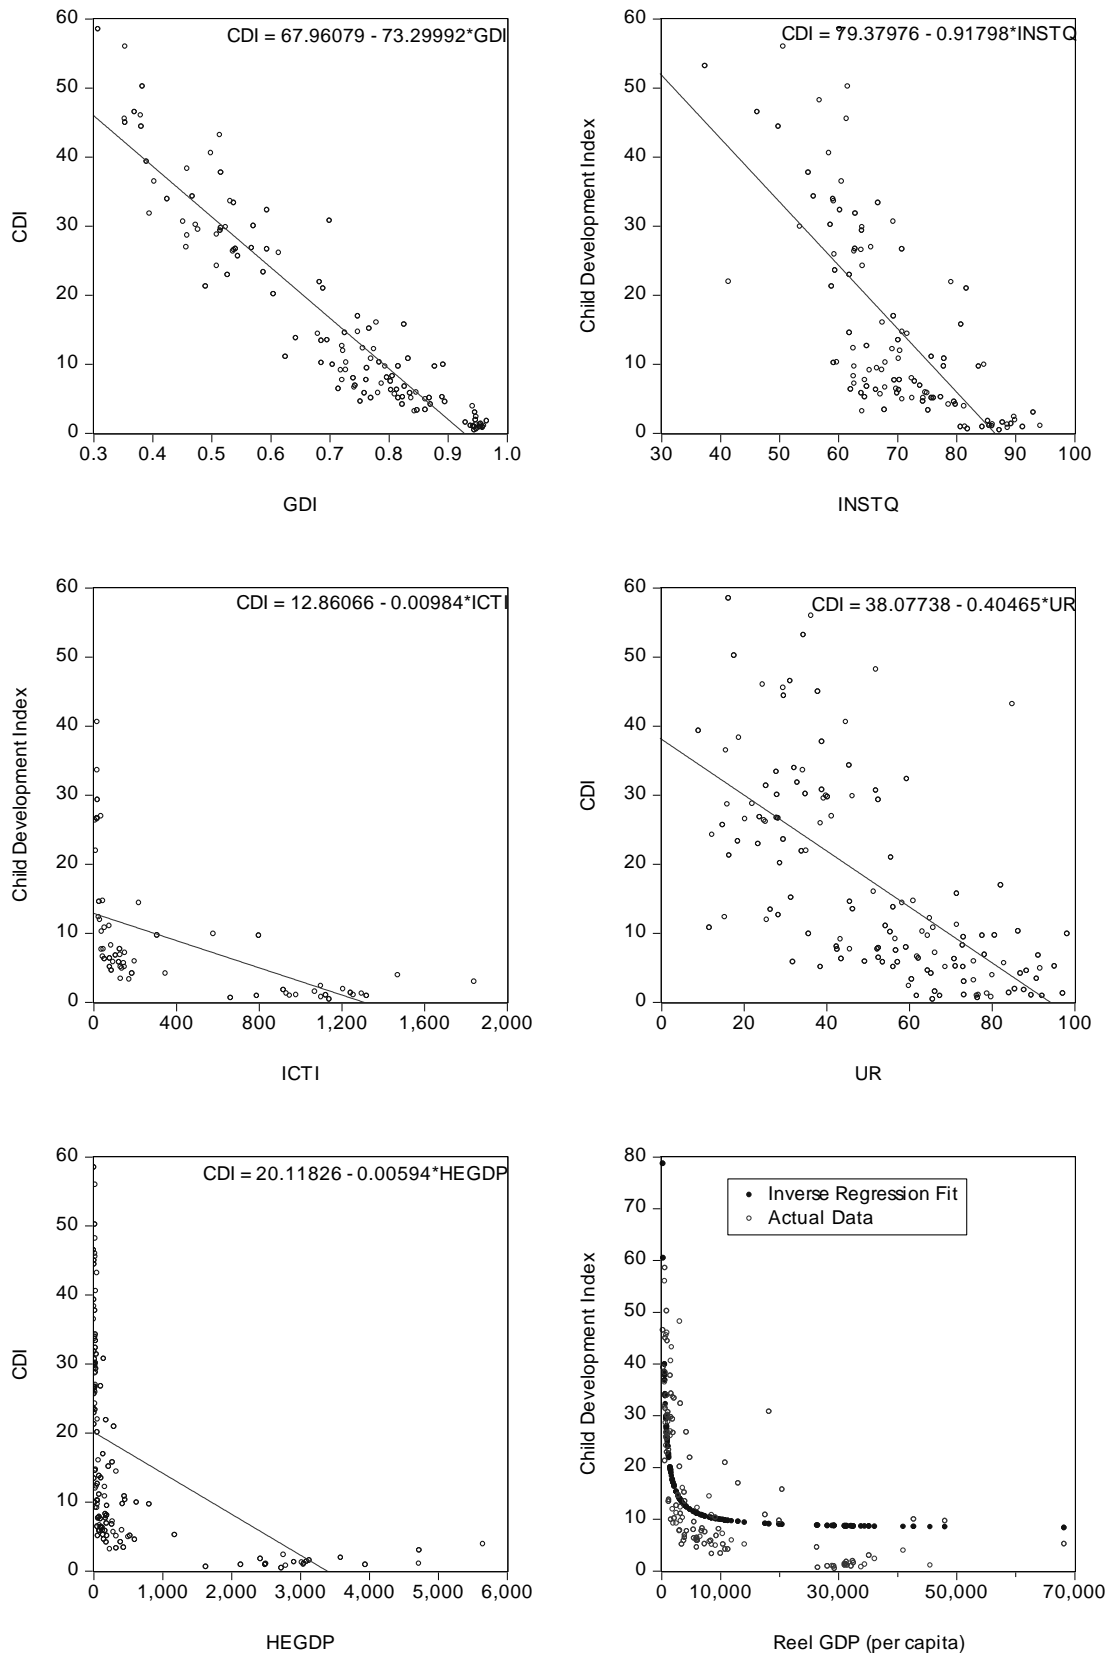 CDI = 67.96079 - 73.29992*GDI
60
50
40
30
20
10
0
CDI
0.3 0.4 0.5 0.6 0.7 0.8 0.9 1.0
GDI
CDI = 79.37976 - 0.91798*INSTQ
60
50
40
30
20
10
0
Child Development Index
30 40 50 60 70 80 90 100
INSTQ
CDI = 12.86066 - 0.00984*ICTI
60
50
40
30
20
10
0
Child Development Index
0 400 800 1,200 1,600 2,000
ICTI
CDI = 38.07738 - 0.40465*UR
60
50
40
30
20
10
0
CDI
0 20 40 60 80 100
UR
CDI = 20.11826 - 0.00594*HEGDP
60
50
40
30
20
10
0
CDI
0 1,000 2,000 3,000 4,000 5,000 6,000
HEGDP
80
70
60
50
40
30
20
10
0
Inverse Regression Fit
Actual Data
Child Development Index
0 10,000 30,000 50,000 70,000
Reel GDP (per capita)